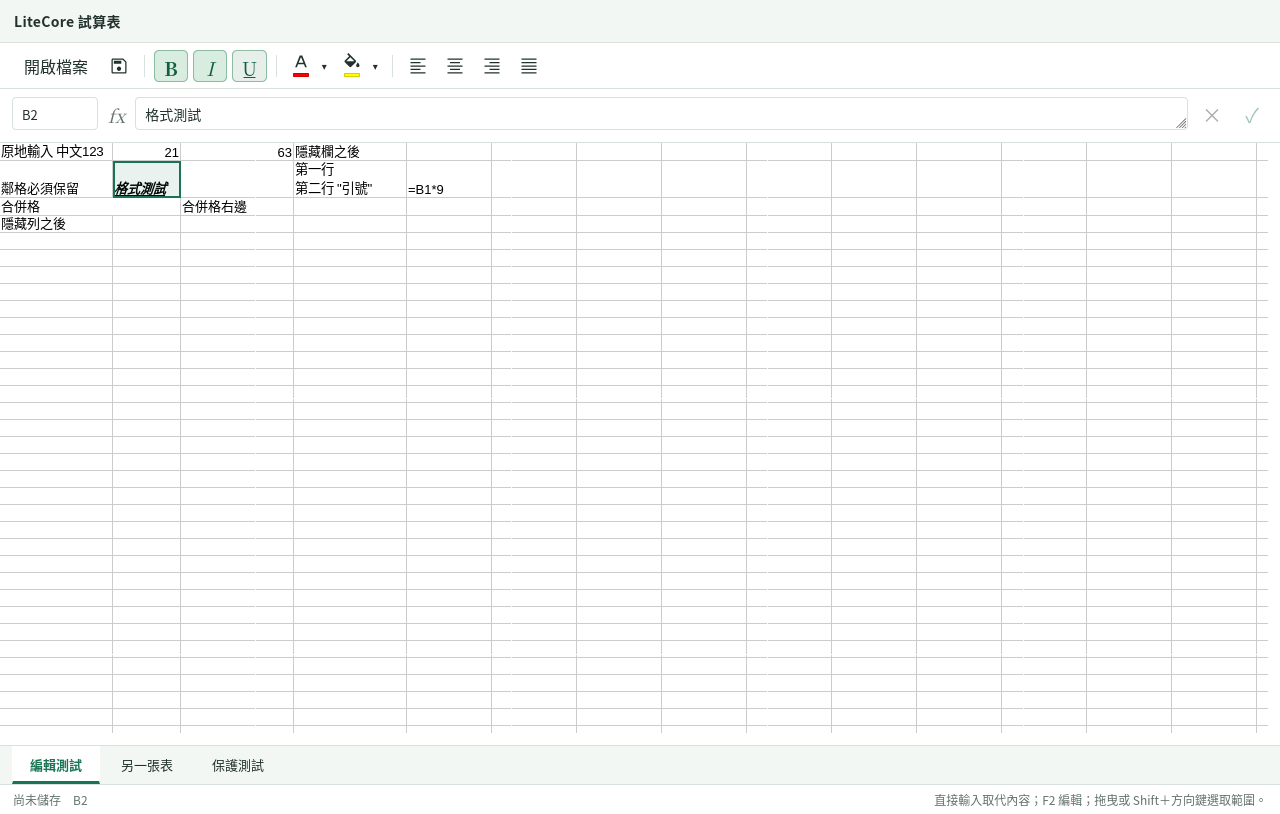 LiteCore 試算表
開啟檔案 B I U A ▾ ▾
B2 fx 格式測試
原地輸入 中文123 21 63 隱藏欄之後
第一行
鄰格必須保留 格式測試 第二行 "引號" =B1*9
合併格 合併格右邊
隱藏列之後
編輯測試 另一張表 保護測試
尚未儲存 B2 直接輸入取代內容；F2 編輯；拖曳或 Shift＋方向鍵選取範圍。